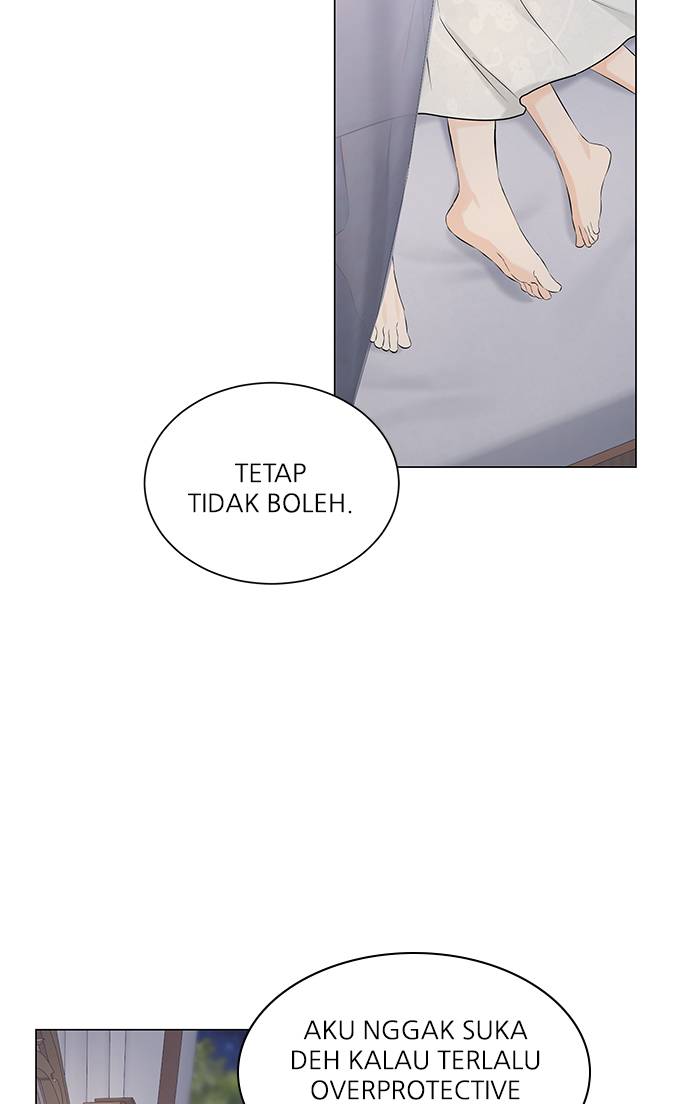 TETAP
TIDAK BOLEH.
AKU NGGAK SUKA
DEH KALAU TERLALU
OVERPROTECTIVE